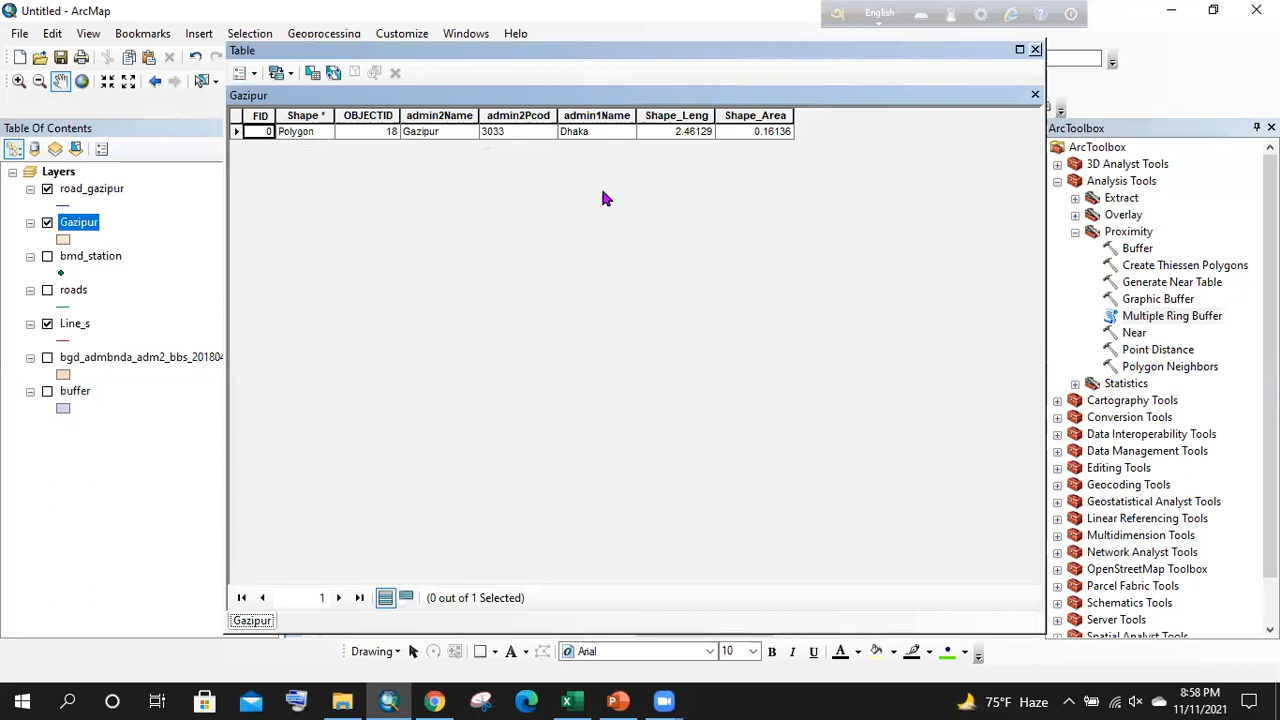 Untitled - ArcMap
English
File Edit View Bookmarks Insert Selection Geoprocessing Customize Windows Help
Table
Table Of Contents
Gazipur
FID Shape * OBJECTID admin2Name admin2Pcod admin1Name Shape_Leng Shape_Area
0 Polygon 18 Gazipur 3033 Dhaka 2.46129 0.16136
Layers
road_gazipur
Gazipur
bmd_station
roads
Line_s
bgd_admbnda_adm2_bbs_201804
buffer
ArcToolbox
ArcToolbox
3D Analyst Tools
Analysis Tools
Extract
Overlay
Proximity
Buffer
Create Thiessen Polygons
Generate Near Table
Graphic Buffer
Multiple Ring Buffer
Near
Point Distance
Polygon Neighbors
Statistics
Cartography Tools
Conversion Tools
Data Interoperability Tools
Data Management Tools
Editing Tools
Geocoding Tools
Geostatistical Analyst Tools
Linear Referencing Tools
Multidimension Tools
Network Analyst Tools
OpenStreetMap Toolbox
Parcel Fabric Tools
Schematics Tools
Server Tools
Spatial Analyst Tools
1 (0 out of 1 Selected)
Gazipur
Drawing A Arial 10 B I U A
75°F Haze
8:58 PM
11/11/2021